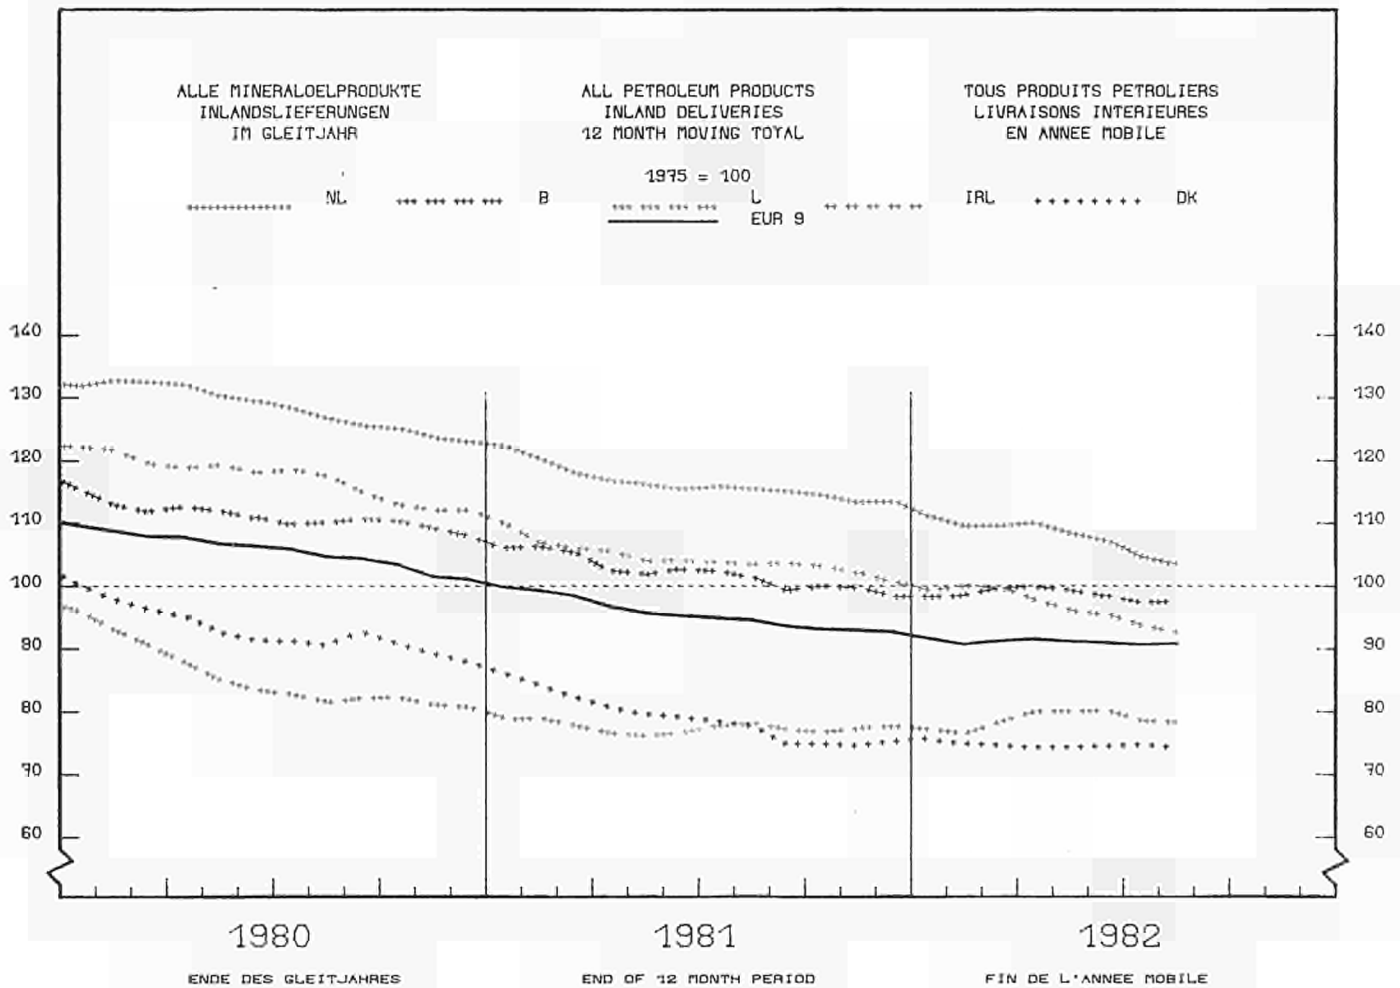 ALLE MINERALOELPRODUKTE
INLANDSLIEFERUNGEN
IM GLEITJAHR
ALL PETROLEUM PRODUCTS
INLAND DELIVERIES
12 MONTH MOVING TOTAL
TOUS PRODUITS PETROLIERS
LIVRAISONS INTERIEURES
EN ANNEE MOBILE
1975 = 100
NL B L IRL DK
EUR 9
140 140
130 130
120 120
110 110
100 100
90 90
80 80
70 70
60 60
1980 1981 1982
ENDE DES GLEITJAHRES END OF 12 MONTH PERIOD FIN DE L'ANNEE MOBILE